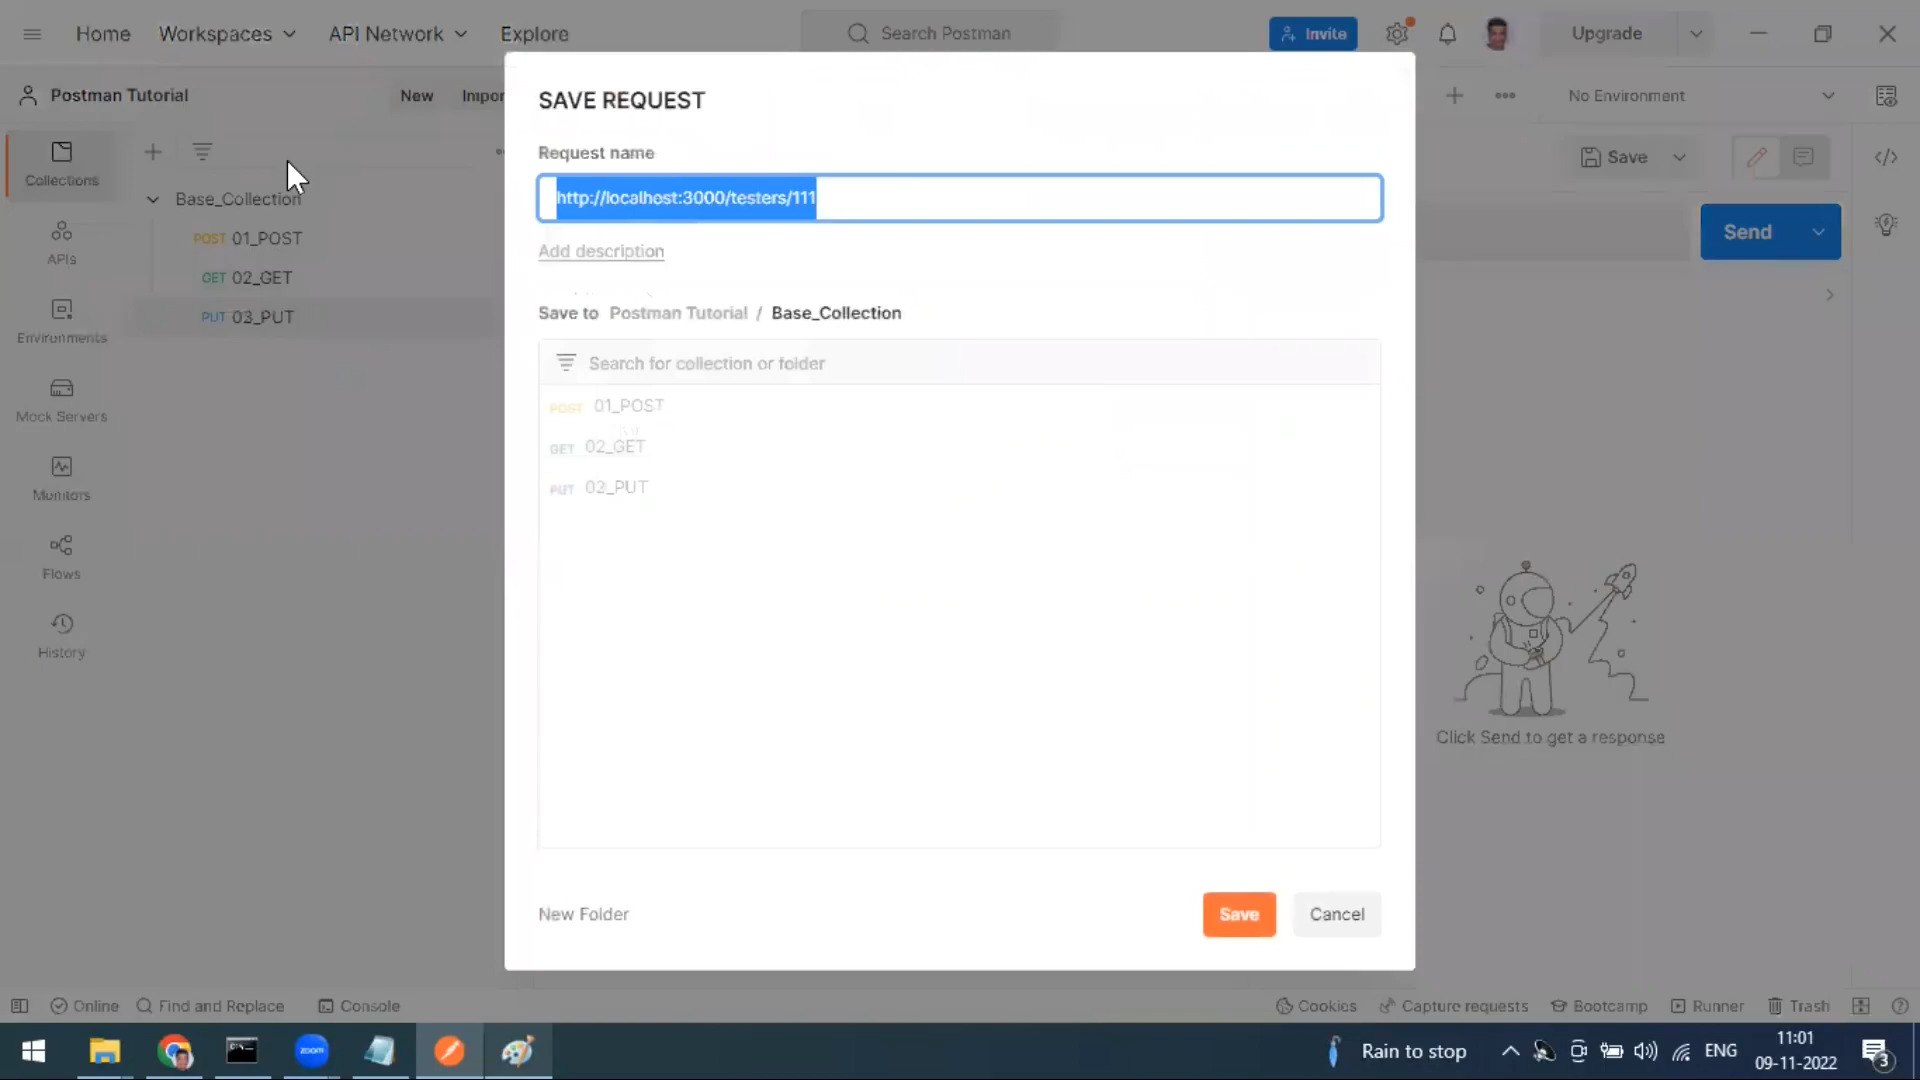 Home
Workspaces
API Network
Explore
Search Postman
Invite
Upgrade
Postman Tutorial
New
Impor
No Environment
Collections
Base_Collection
POST 01_POST
GET 02_GET
PUT 03_PUT
APIs
Environments
Mock Servers
Monitors
Flows
History
Save
Send
Click Send to get a response
SAVE REQUEST
Request name
http://localhost:3000/testers/111
Add description
Save to Postman Tutorial / Base_Collection
Search for collection or folder
POST 01_POST
GET 02_GET
PUT 03_PUT
New Folder
Save
Cancel
Online
Find and Replace
Console
Cookies
Capture requests
Bootcamp
Runner
Trash
zoom
Rain to stop
ENG
11:01
09-11-2022
3